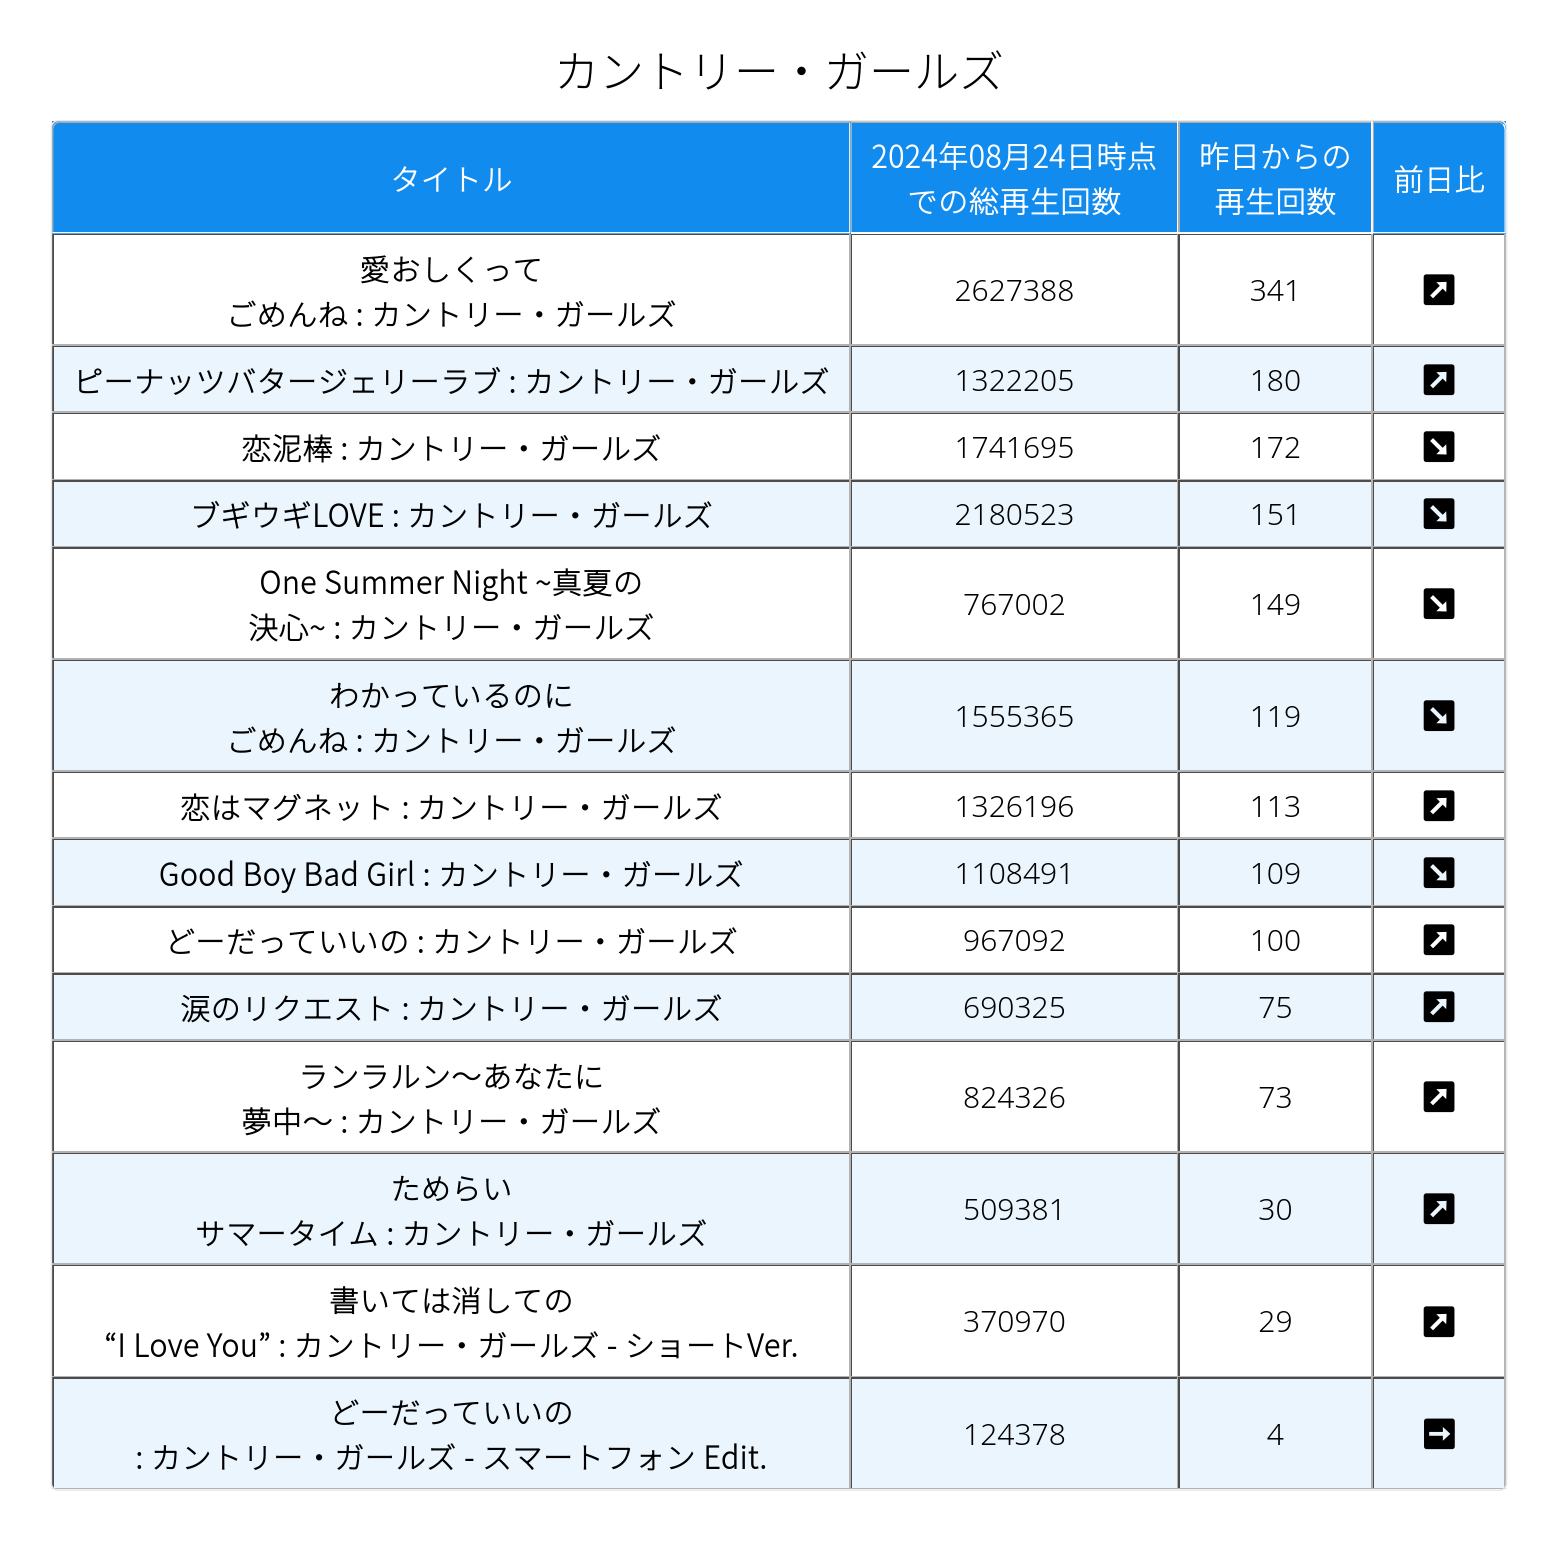 カントリー・ガールズ
タイトル
2024年08月24日時点
での総再生回数
昨日からの
再生回数
前日比
愛おしくって
ごめんね : カントリー・ガールズ
2627388
341
ピーナッツバタージェリーラブ : カントリー・ガールズ
1322205
180
恋泥棒 : カントリー・ガールズ
1741695
172
ブギウギLOVE : カントリー・ガールズ
2180523
151
One Summer Night ~真夏の
決心~ : カントリー・ガールズ
767002
149
わかっているのに
ごめんね : カントリー・ガールズ
1555365
119
恋はマグネット : カントリー・ガールズ
1326196
113
Good Boy Bad Girl : カントリー・ガールズ
1108491
109
どーだっていいの : カントリー・ガールズ
967092
100
涙のリクエスト : カントリー・ガールズ
690325
75
ランラルン～あなたに
夢中～ : カントリー・ガールズ
824326
73
ためらい
サマータイム : カントリー・ガールズ
509381
30
書いては消しての
“I Love You” : カントリー・ガールズ - ショートVer.
370970
29
どーだっていいの
: カントリー・ガールズ - スマートフォン Edit.
124378
4